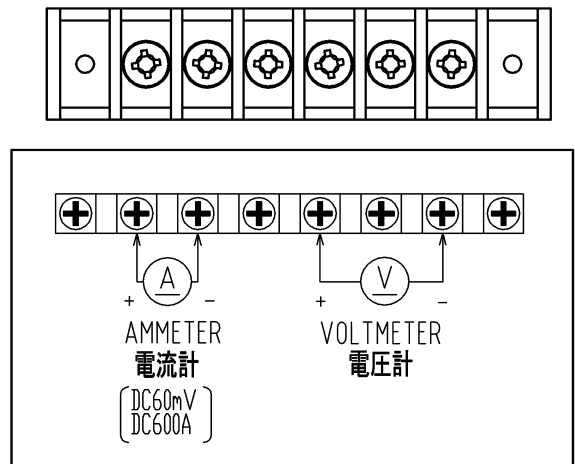 A
V
+ -
+ -
AMMETER
電流計
VOLTMETER
電圧計
DC60mV
DC600A